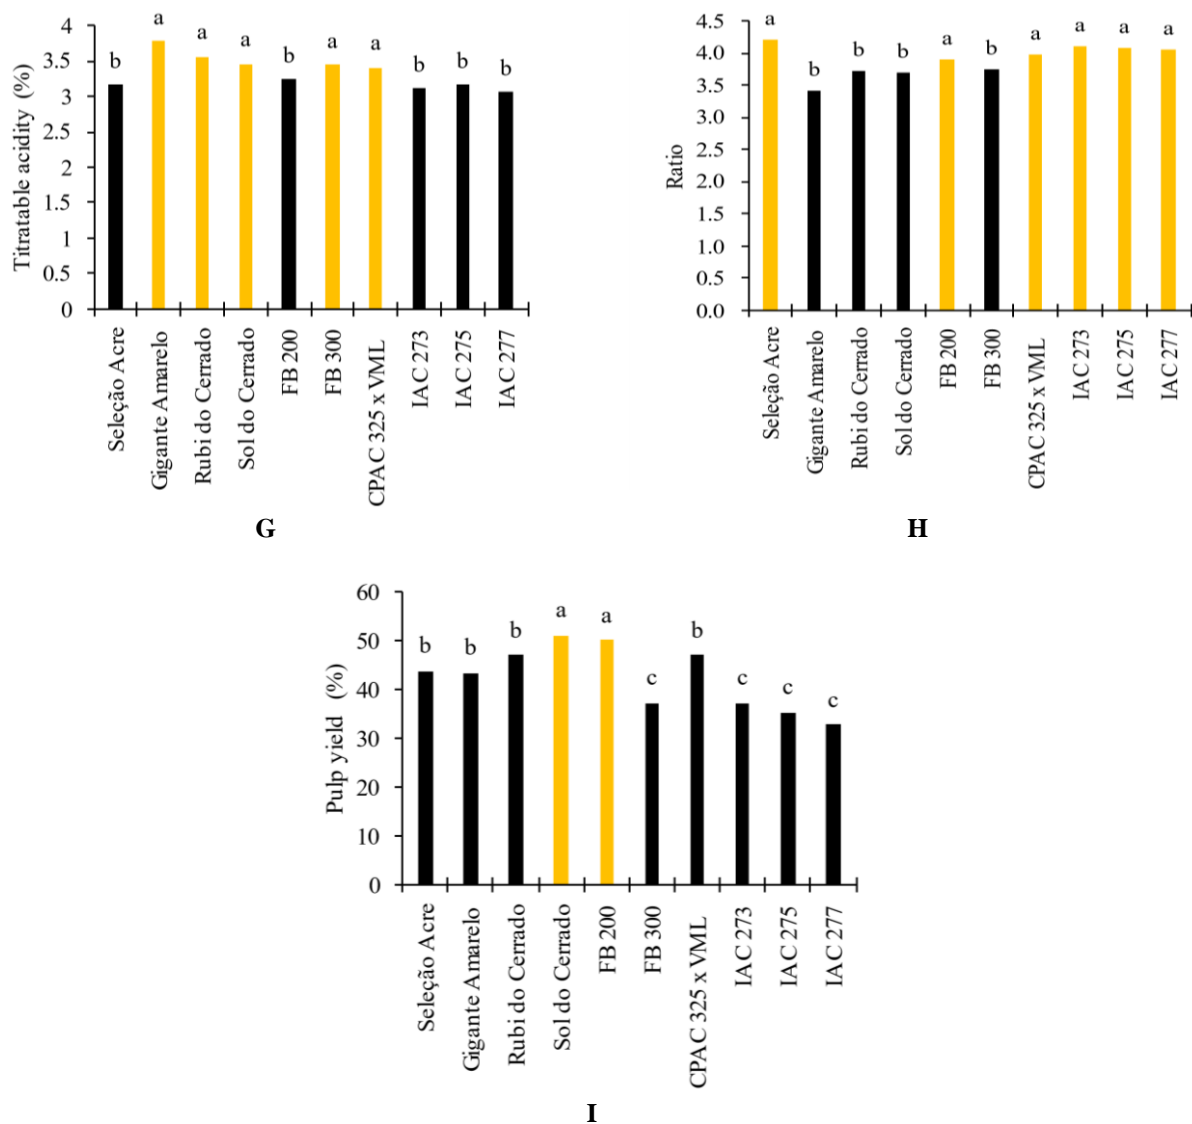 Titratable acidity (%)
4
3.5
3
2.5
2
1.5
1
0.5
0
b
a
a
a
b
a
a
b
b
b
Seleção Acre
Gigante Amarelo
Rubi do Cerrado
Sol do Cerrado
FB 200
FB 300
CPAC 325 x VML
IAC 273
IAC 275
IAC 277
G
Ratio
4.5
4.0
3.5
3.0
2.5
2.0
1.5
1.0
0.5
0.0
a
b
b
b
a
b
a
a
a
a
Seleção Acre
Gigante Amarelo
Rubi do Cerrado
Sol do Cerrado
FB 200
FB 300
CPAC 325 x VML
IAC 273
IAC 275
IAC 277
H
Pulp yield (%)
60
50
40
30
20
10
0
b
b
b
a
a
c
b
c
c
c
Seleção Acre
Gigante Amarelo
Rubi do Cerrado
Sol do Cerrado
FB 200
FB 300
CPAC 325 x VML
IAC 273
IAC 275
IAC 277
I